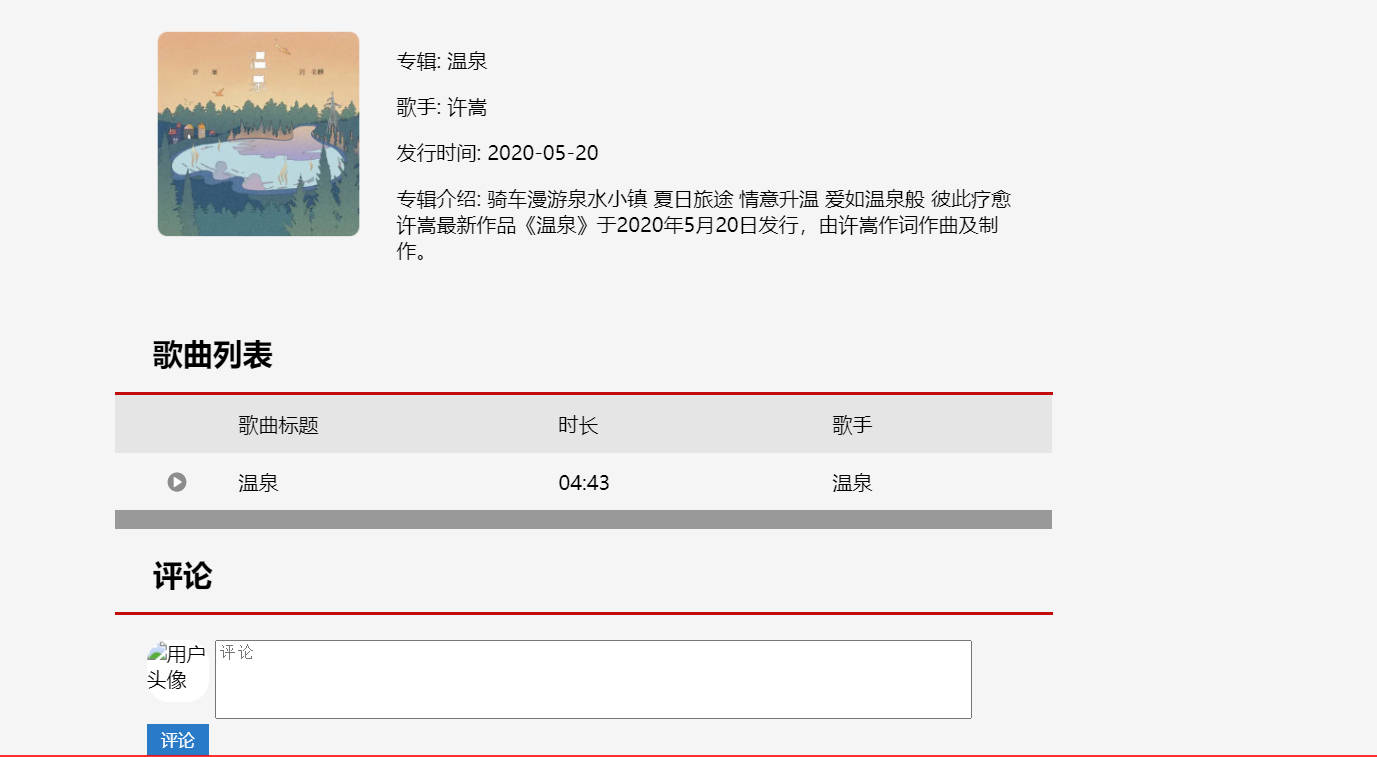 温泉
专辑: 温泉
歌手: 许嵩
发行时间: 2020-05-20
专辑介绍: 骑车漫游泉水小镇 夏日旅途 情意升温 爱如温泉般 彼此疗愈
许嵩最新作品《温泉》于2020年5月20日发行，由许嵩作词作曲及制
作。
歌曲列表
歌曲标题 时长 歌手
温泉 04:43 温泉
评论
用户
头像
评论
评论